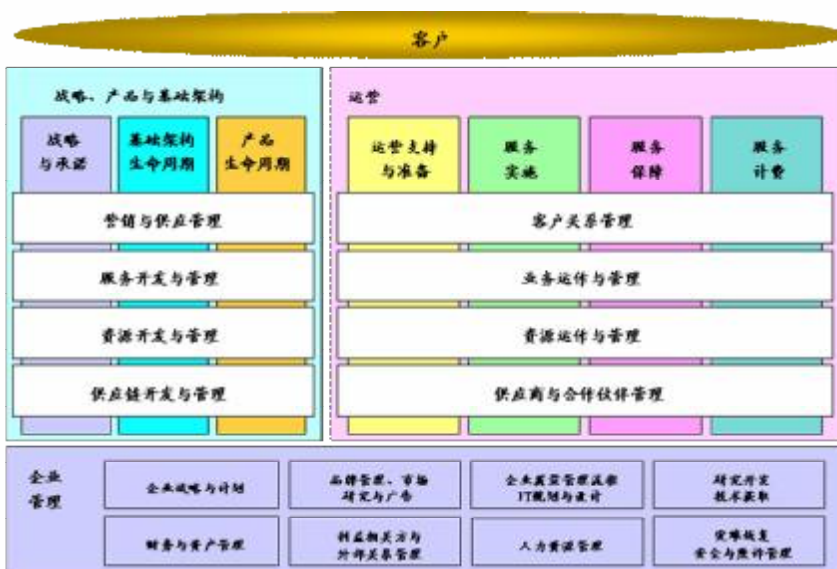 客户
战略、产品与基础架构
运营
战略
与承诺
基础架构
生命周期
产品
生命周期
运营支持
与准备
服务
实施
服务
保障
服务
计费
营销与供应管理
客户关系管理
服务开发与管理
业务运作与管理
资源开发与管理
资源运作与管理
供应链开发与管理
供应商与合作伙伴管理
企业
管理
企业战略与计划
品牌管理、市场
研究与广告
企业质量管理流程
IT规划与设计
研究开发
技术获取
财务与资产管理
利益相关方与
外部关系管理
人力资源管理
灾难恢复
安全与欺诈管理